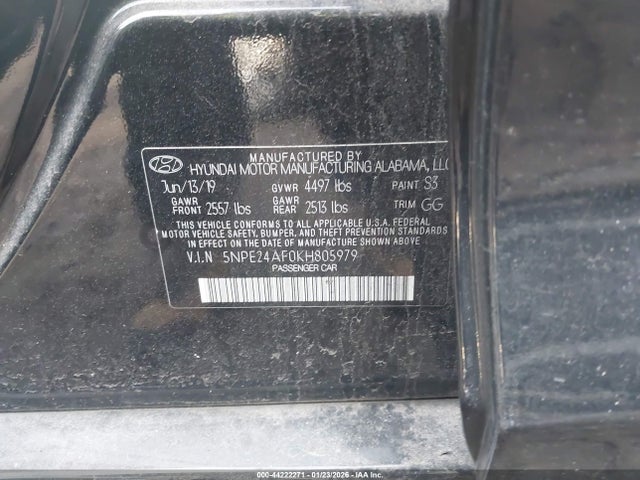 MANUFACTURED BY
HYUNDAI MOTOR MANUFACTURING ALABAMA, LLC
Jun/13/19 GVWR 4497 lbs PAINT S3
GAWR FRONT 2557 lbs GAWR REAR 2513 lbs TRIM GG
THIS VEHICLE CONFORMS TO ALL APPLICABLE U.S.A. FEDERAL
MOTOR VEHICLE SAFETY, BUMPER, AND THEFT PREVENTION STANDARDS
IN EFFECT ON THE DATE OF MANUFACTURE SHOWN ABOVE.
V.I.N 5NPE24AF0KH805979
PASSENGER CAR
000-44222271 - 01/23/2026 - IAA Inc.